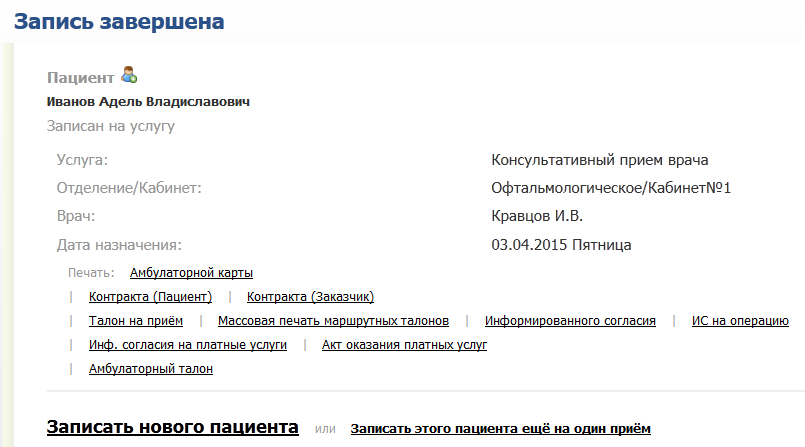 Запись завершена
Пациент
Иванов Адель Владиславович
Записан на услугу
Услуга: Консультативный прием врача
Отделение/Кабинет: Офтальмологическое/Кабинет№1
Врач: Кравцов И.В.
Дата назначения: 03.04.2015 Пятница
Печать: Амбулаторной карты
| Контракта (Пациент) | Контракта (Заказчик)
| Талон на приём | Массовая печать маршрутных талонов | Информированного согласия | ИС на операцию
| Инф. согласия на платные услуги | Акт оказания платных услуг
| Амбулаторный талон
Записать нового пациента или Записать этого пациента ещё на один приём